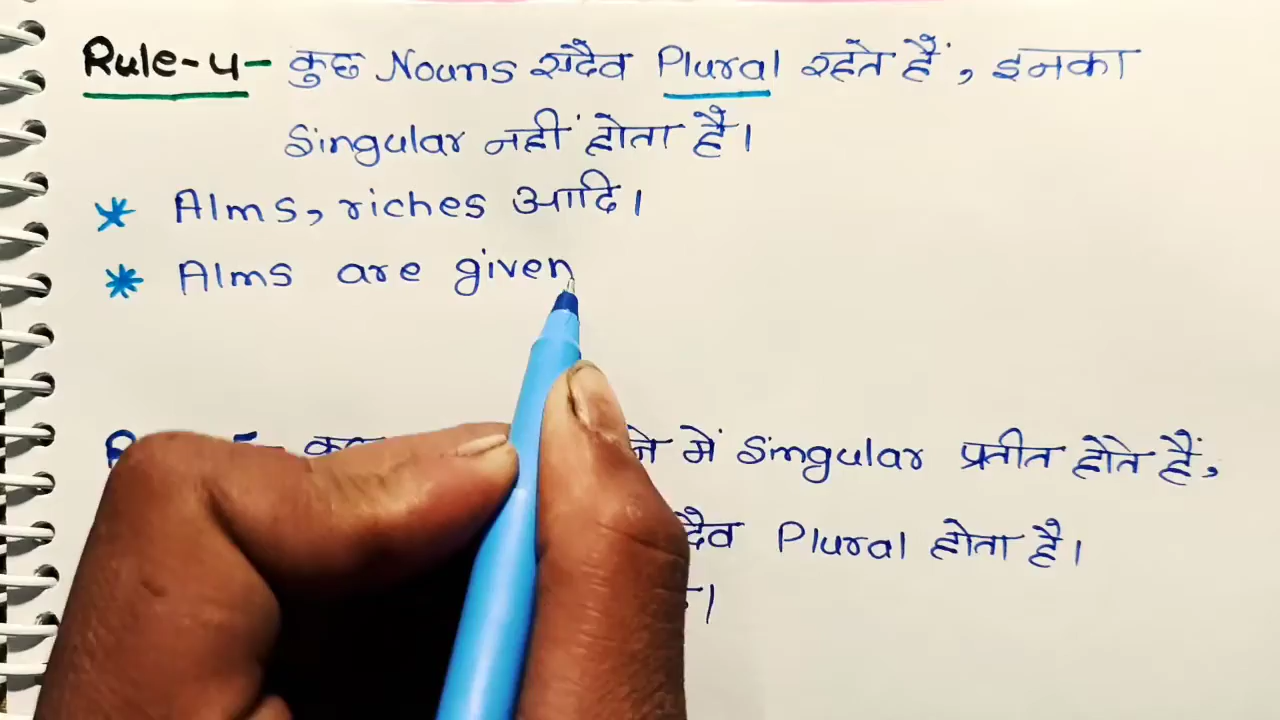 Rule-4- कुछ Nouns सदैव Plural रहते हैं, इनका
Singular नहीं होता है।
* Alms, riches आदि।
* Alms are given
में Singular प्रतीत होते हैं,
Plural होता है।